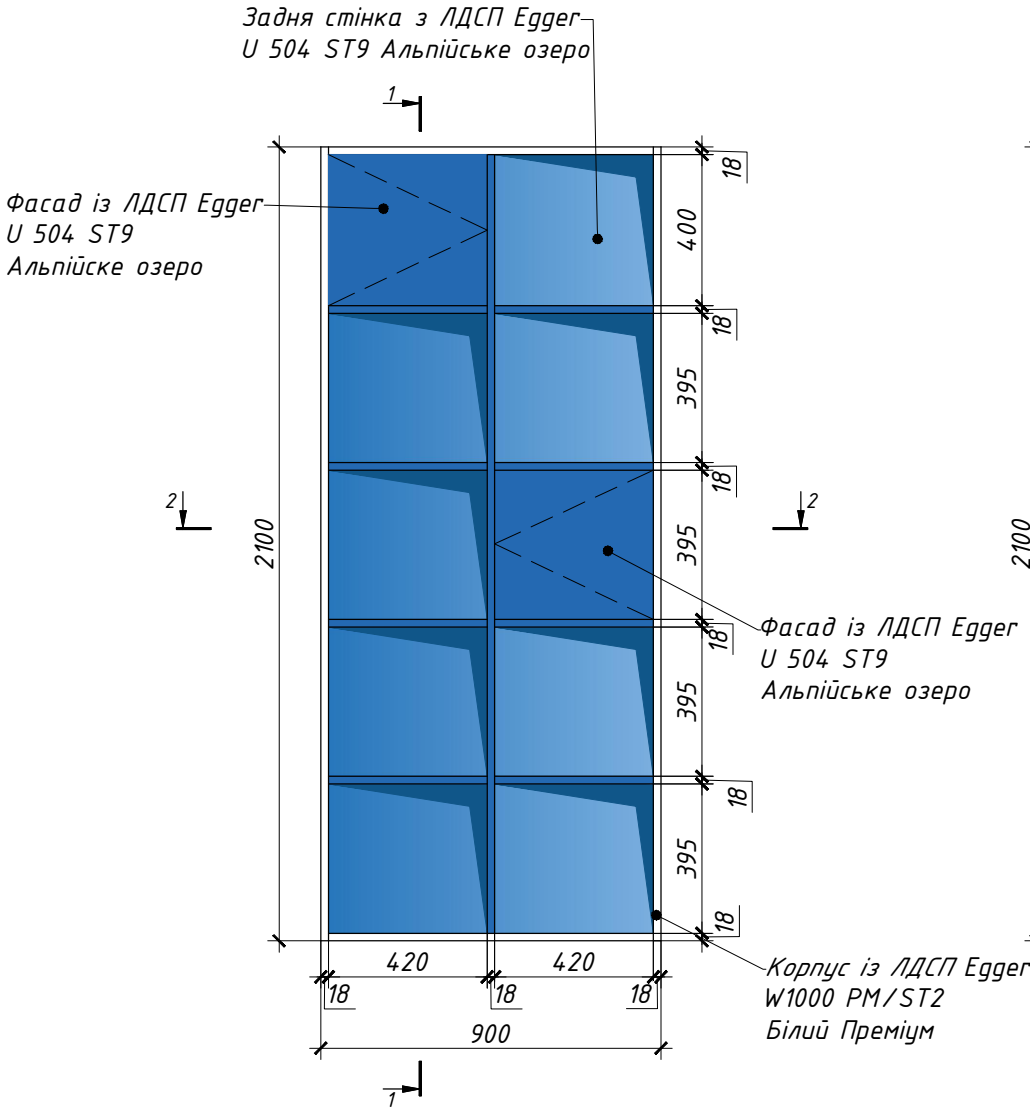 Задня стінка з ЛДСП Egger
U 504 ST9 Альпійське озеро
1
18
Фасад із ЛДСП Egger
U 504 ST9
Альпійске озеро
400
18
395
18
2
2
2100
395
2100
18
Фасад із ЛДСП Egger
U 504 ST9
Альпійське озеро
395
18
395
18
420
420
18
18
18
Корпус із ЛДСП Egger
W1000 PM/ST2
Білий Преміум
900
1